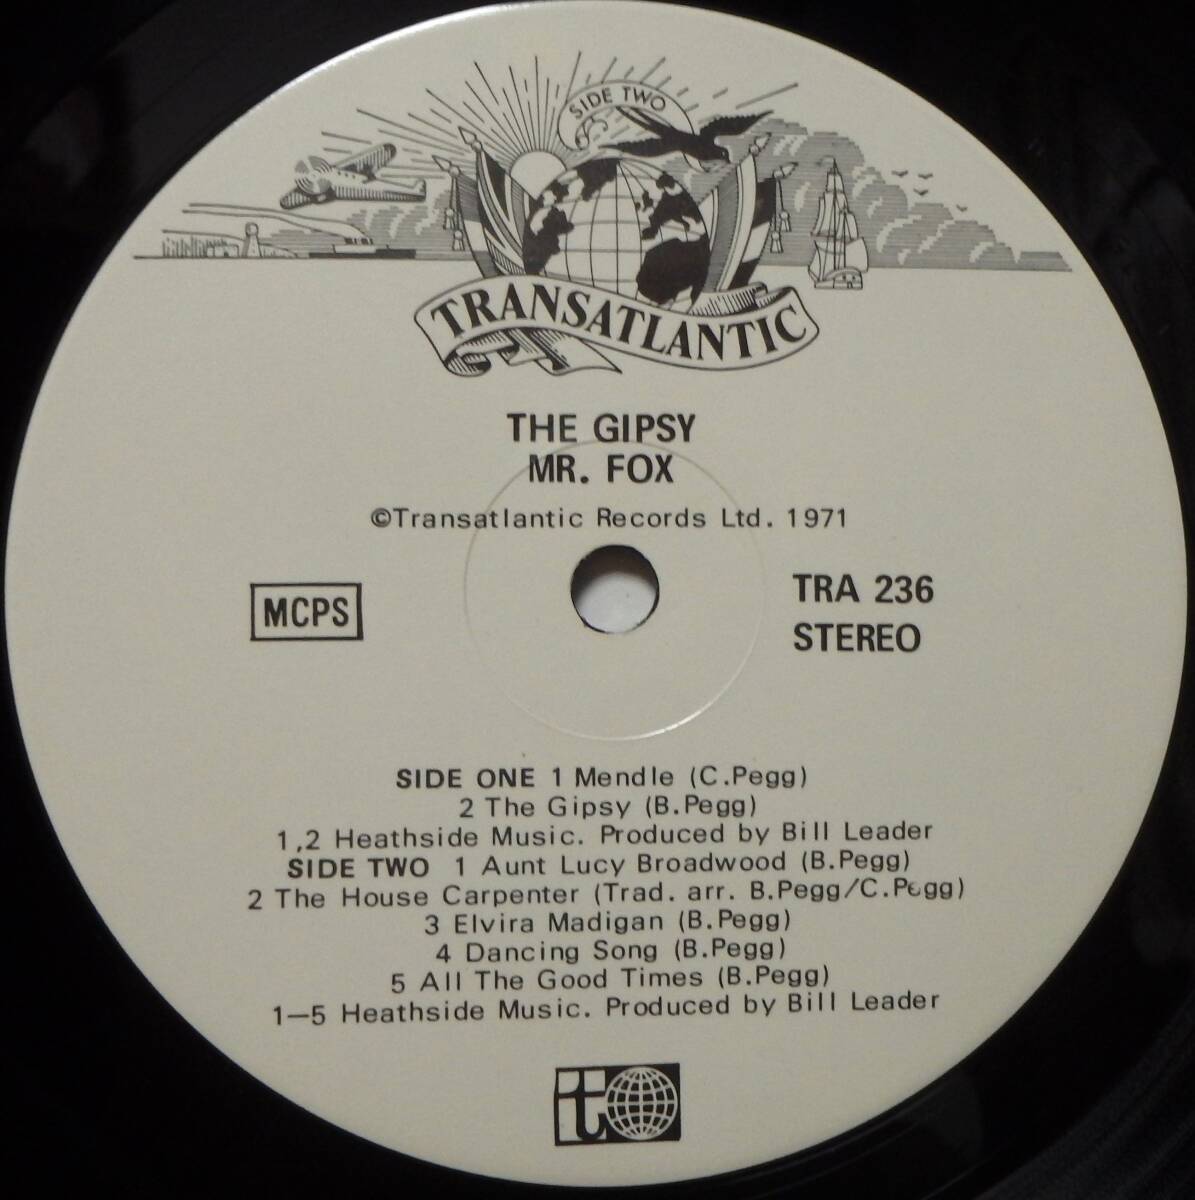 SIDE TWO
TRANSATLANTIC
THE GIPSY
MR. FOX
©Transatlantic Records Ltd. 1971
MCPS
TRA 236
STEREO
SIDE ONE 1 Mendle (C.Pegg)
2 The Gipsy (B.Pegg)
1,2 Heathside Music. Produced by Bill Leader
SIDE TWO 1 Aunt Lucy Broadwood (B.Pegg)
2 The House Carpenter (Trad. arr. B.Pegg/C.Pegg)
3 Elvira Madigan (B.Pegg)
4 Dancing Song (B.Pegg)
5 All The Good Times (B.Pegg)
1—5 Heathside Music. Produced by Bill Leader
t